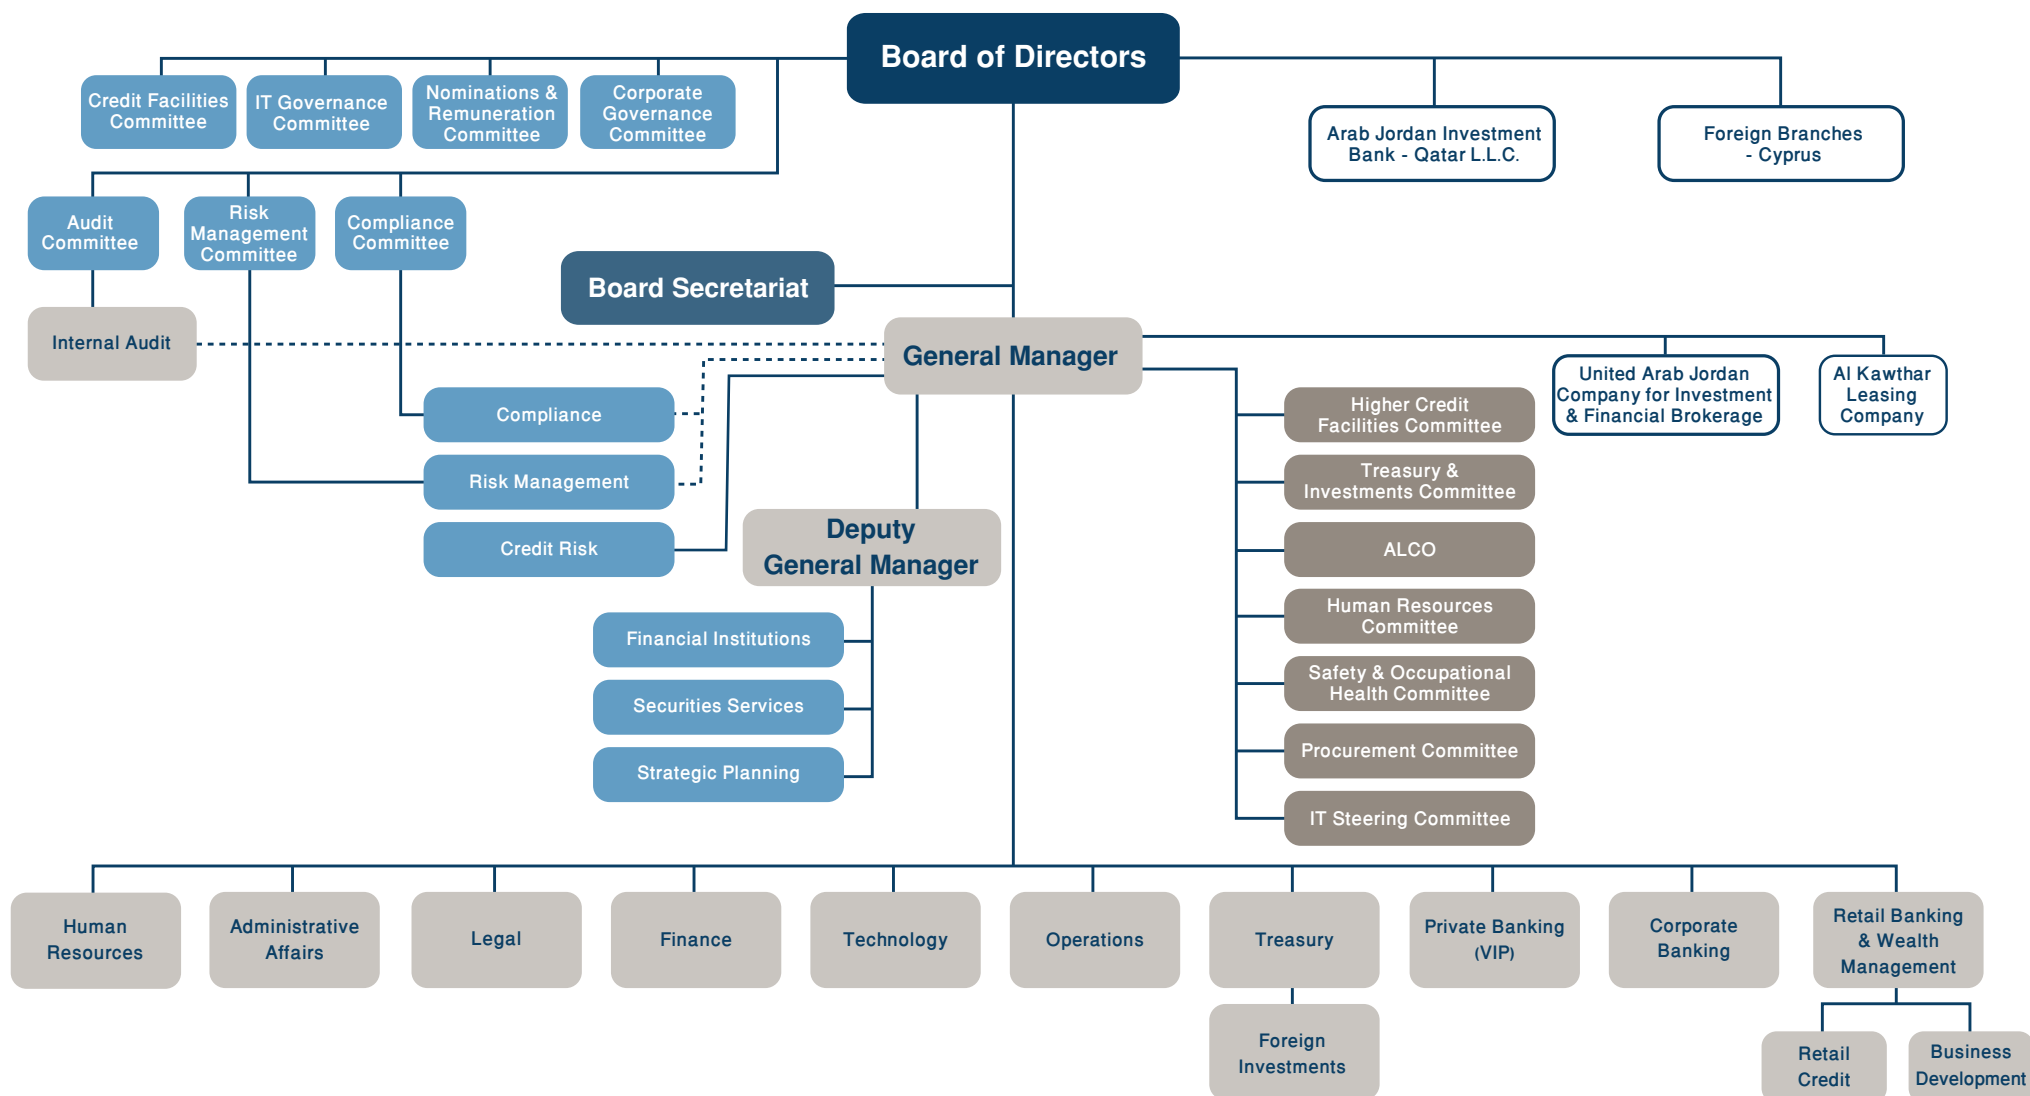 Board of Directors
Credit Facilities
Committee
IT Governance
Committee
Nominations &
Remuneration
Committee
Corporate
Governance
Committee
Arab Jordan Investment
Bank - Qatar L.L.C.
Foreign Branches
- Cyprus
Audit
Committee
Risk
Management
Committee
Compliance
Committee
Board Secretariat
Internal Audit
General Manager
United Arab Jordan
Company for Investment
& Financial Brokerage
Al Kawthar
Leasing
Company
Compliance
Risk Management
Credit Risk
Higher Credit
Facilities Committee
Treasury &
Investments Committee
ALCO
Human Resources
Committee
Safety & Occupational
Health Committee
Procurement Committee
IT Steering Committee
Deputy
General Manager
Financial Institutions
Securities Services
Strategic Planning
Human
Resources
Administrative
Affairs
Legal
Finance
Technology
Operations
Treasury
Private Banking
(VIP)
Corporate
Banking
Retail Banking
& Wealth
Management
Foreign
Investments
Retail
Credit
Business
Development